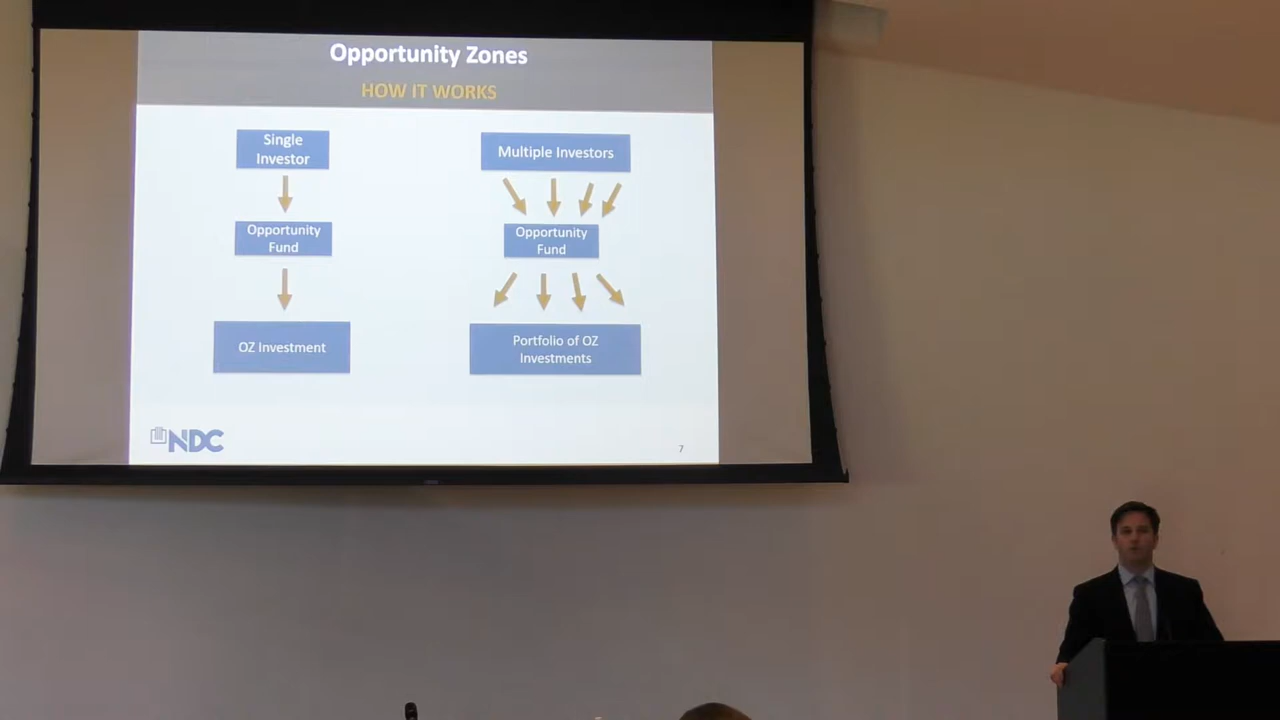 Opportunity Zones
HOW IT WORKS
Single
Investor
Opportunity
Fund
OZ Investment
Multiple Investors
Opportunity
Fund
Portfolio of OZ
Investments
NDC
7